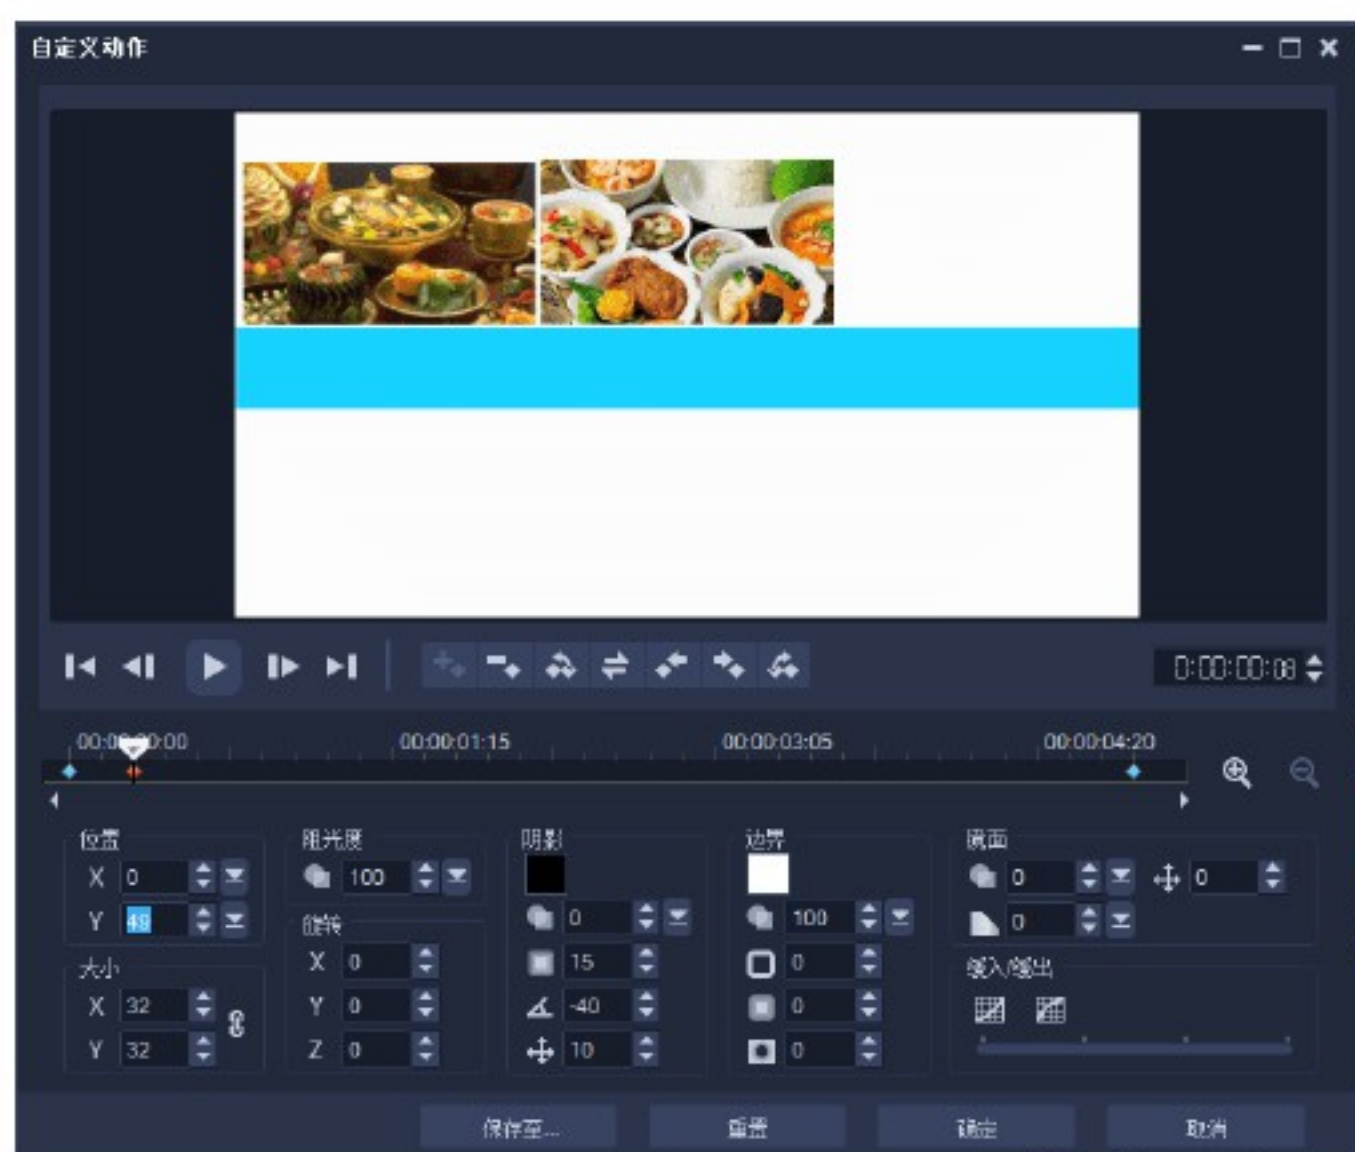 自定义动作
0:00:00:08
00:00:01:15 00:00:03:05 00:00:04:20
位置 阻光度 阴影 边界 镜面
X 0 100 0 0
Y 49 旋转 0 100 0
大小 X 0 15 0 缓入/缓出
X 32 Y 0 -40 0
Y 32 Z 0 10 0
保存至... 重置 确定 取消